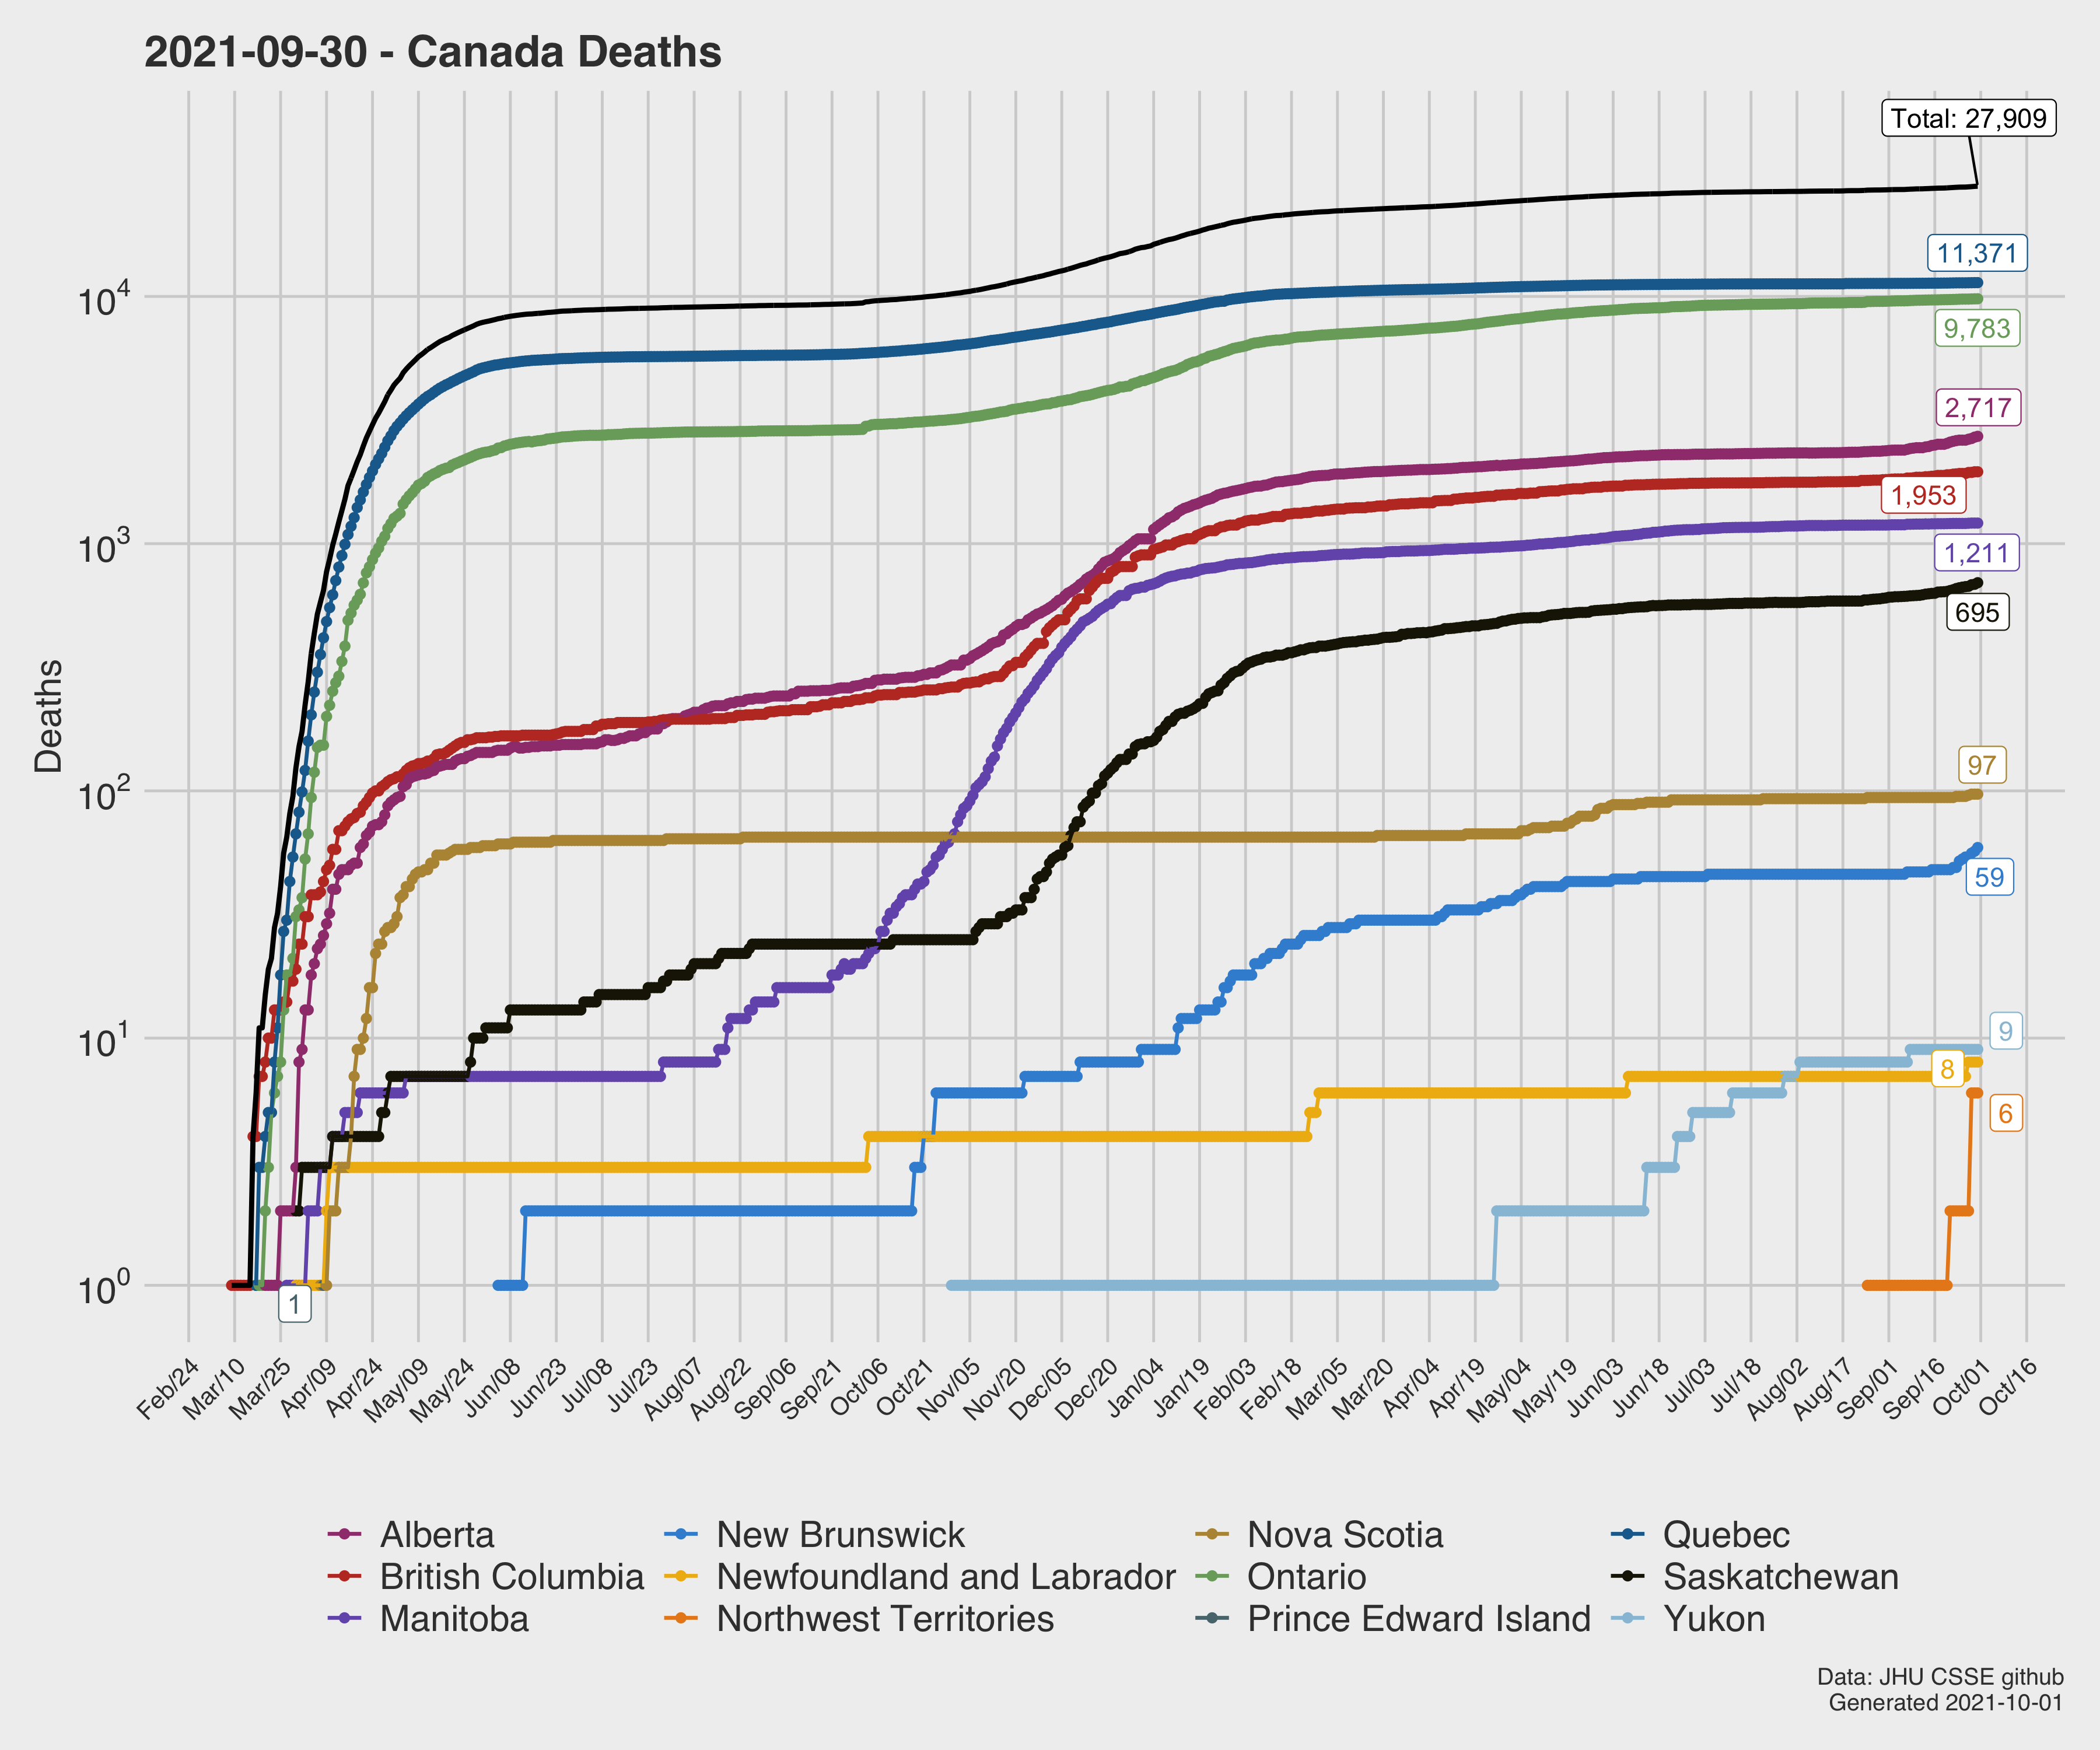 2021-09-30 - Canada Deaths
Total: 27,909
11,371
9,783
2,717
1,953
1,211
695
97
59
9
8
6
1
Deaths
10^4
10^3
10^2
10^1
10^0
Feb/24 Mar/10 Mar/25 Apr/09 Apr/24 May/09 May/24 Jun/08 Jun/23 Jul/08 Jul/23 Aug/07 Aug/22 Sep/06 Sep/21 Oct/06 Oct/21 Nov/05 Nov/20 Dec/05 Dec/20 Jan/04 Jan/19 Feb/03 Feb/18 Mar/05 Mar/20 Apr/04 Apr/19 May/04 May/19 Jun/03 Jun/18 Jul/03 Jul/18 Aug/02 Aug/17 Sep/01 Sep/16 Oct/01 Oct/16
Alberta New Brunswick Nova Scotia Quebec
British Columbia Newfoundland and Labrador Ontario Saskatchewan
Manitoba Northwest Territories Prince Edward Island Yukon
Data: JHU CSSE github
Generated 2021-10-01